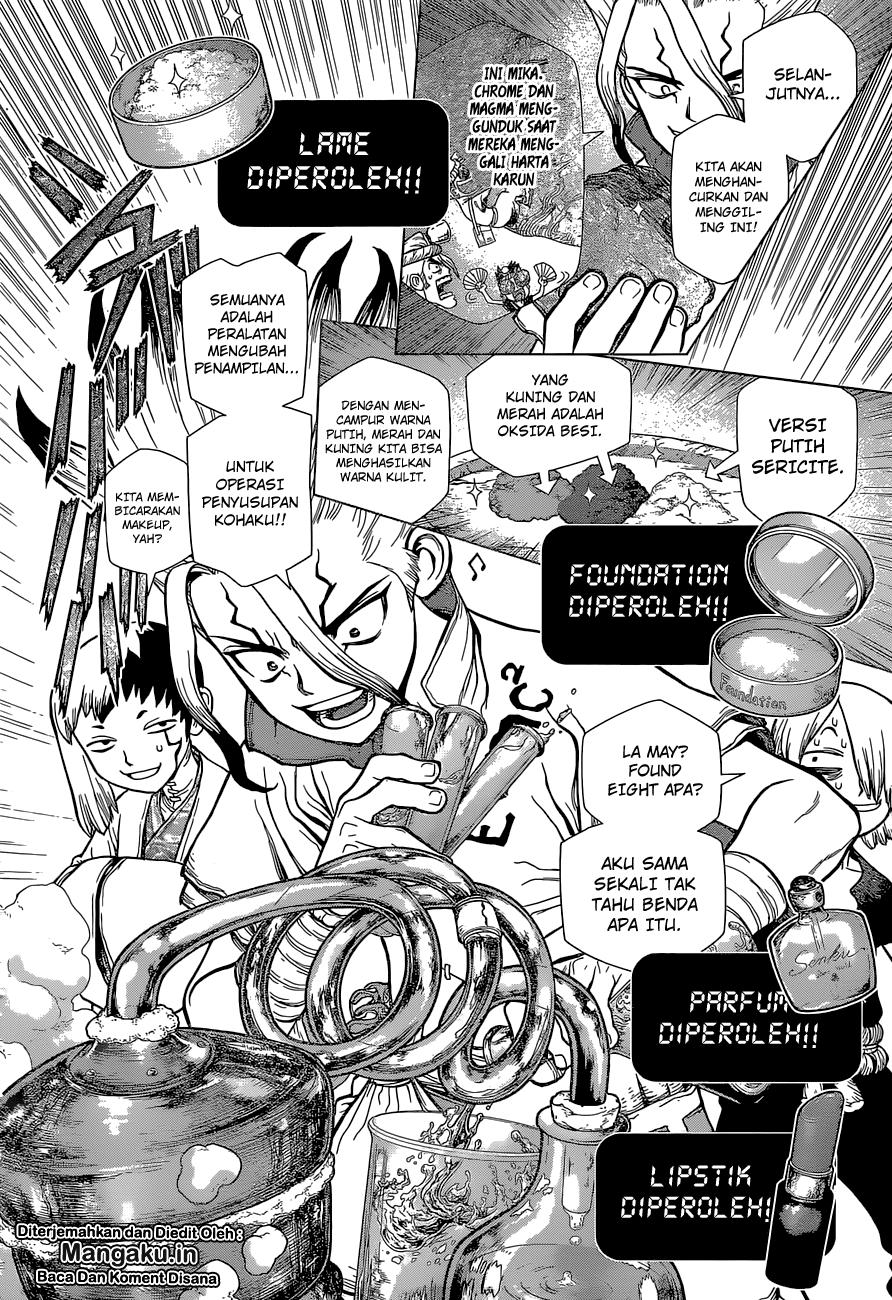 SELAN-
JUTNYA...
KITA AKAN
MENGHAN-
CURKAN DAN
MENGGIL-
ING INI!
INI MIKA.
CHROME DAN
MAGMA MENG-
GUNDUK SAAT
MEREKA MENG-
GALI HARTA
KARUN
LAME
DIPEROLEH!!
VERSI
PUTIH
SERICITE.
YANG
KUNING DAN
MERAH ADALAH
OKSIDA BESI.
DENGAN MEN-
CAMPUR WARNA
PUTIH, MERAH DAN
KUNING KITA BISA
MENGHASILKAN
WARNA KULIT.
FOUNDATION
DIPEROLEH!!
Foundation
SEMUANYA
ADALAH
PERALATAN
MENGUBAH
PENAMPILAN...
UNTUK
OPERASI
PENYUSUPAN
KOHAKU!!
KITA MEM-
BICARAKAN
MAKEUP,
YAH?
LA MAY?
FOUND
EIGHT APA?
AKU SAMA
SEKALI TAK
TAHU BENDA
APA ITU.
Senku
PARFUM
DIPEROLEH!!
LIPSTIK
DIPEROLEH!
Diterjemahkan dan Diedit Oleh :
Mangaku.in
Baca Dan Koment Disana